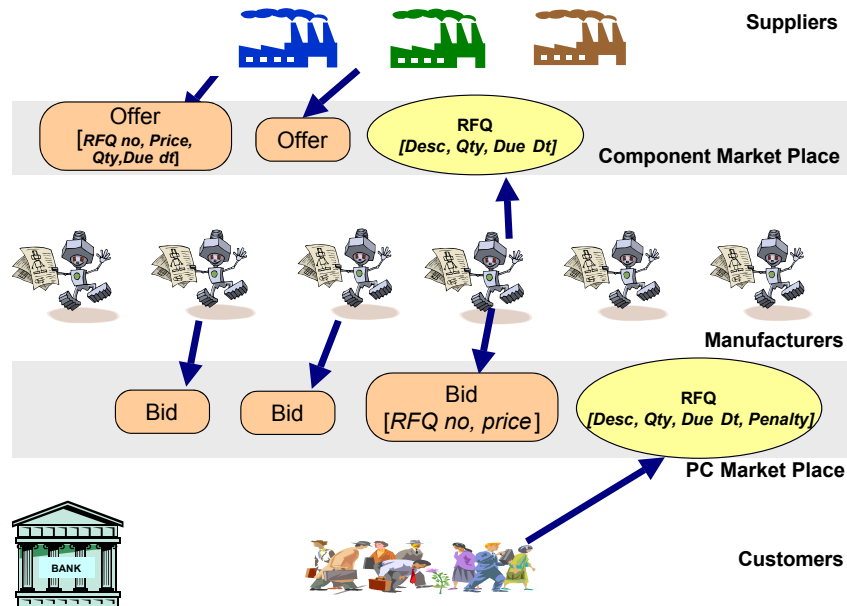 Suppliers
Offer
[RFQ no, Price,
Qty,Due dt]
Offer
RFQ
[Desc, Qty, Due Dt]
Component Market Place
Manufacturers
Bid
Bid
Bid
[RFQ no, price]
RFQ
[Desc, Qty, Due Dt, Penalty]
PC Market Place
BANK
Customers